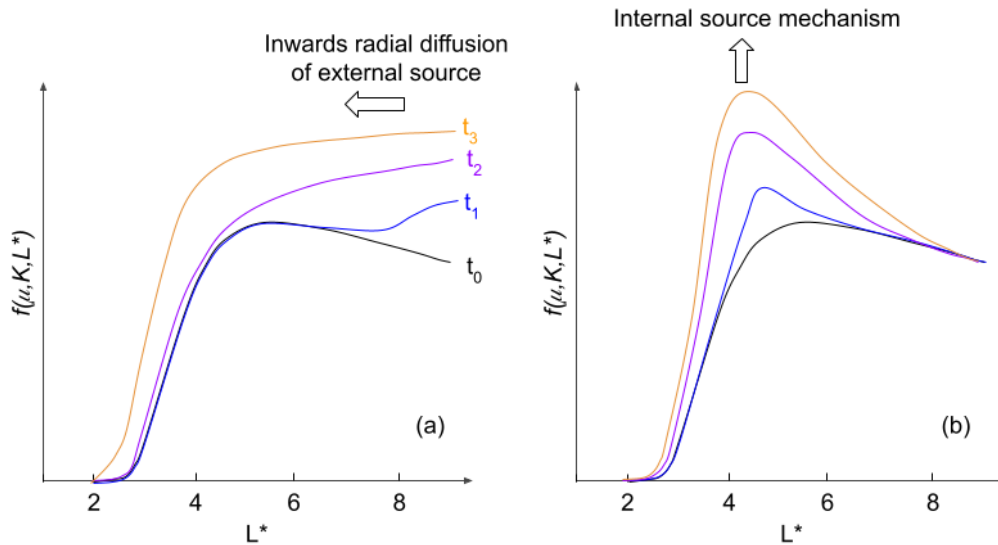 Inwards radial diffusion
of external source
Internal source mechanism
f(μ,K,L*)
t3
t2
t1
t0
(a)
2 4 6 8
L*
f(μ,K,L*)
(b)
2 4 6 8
L*